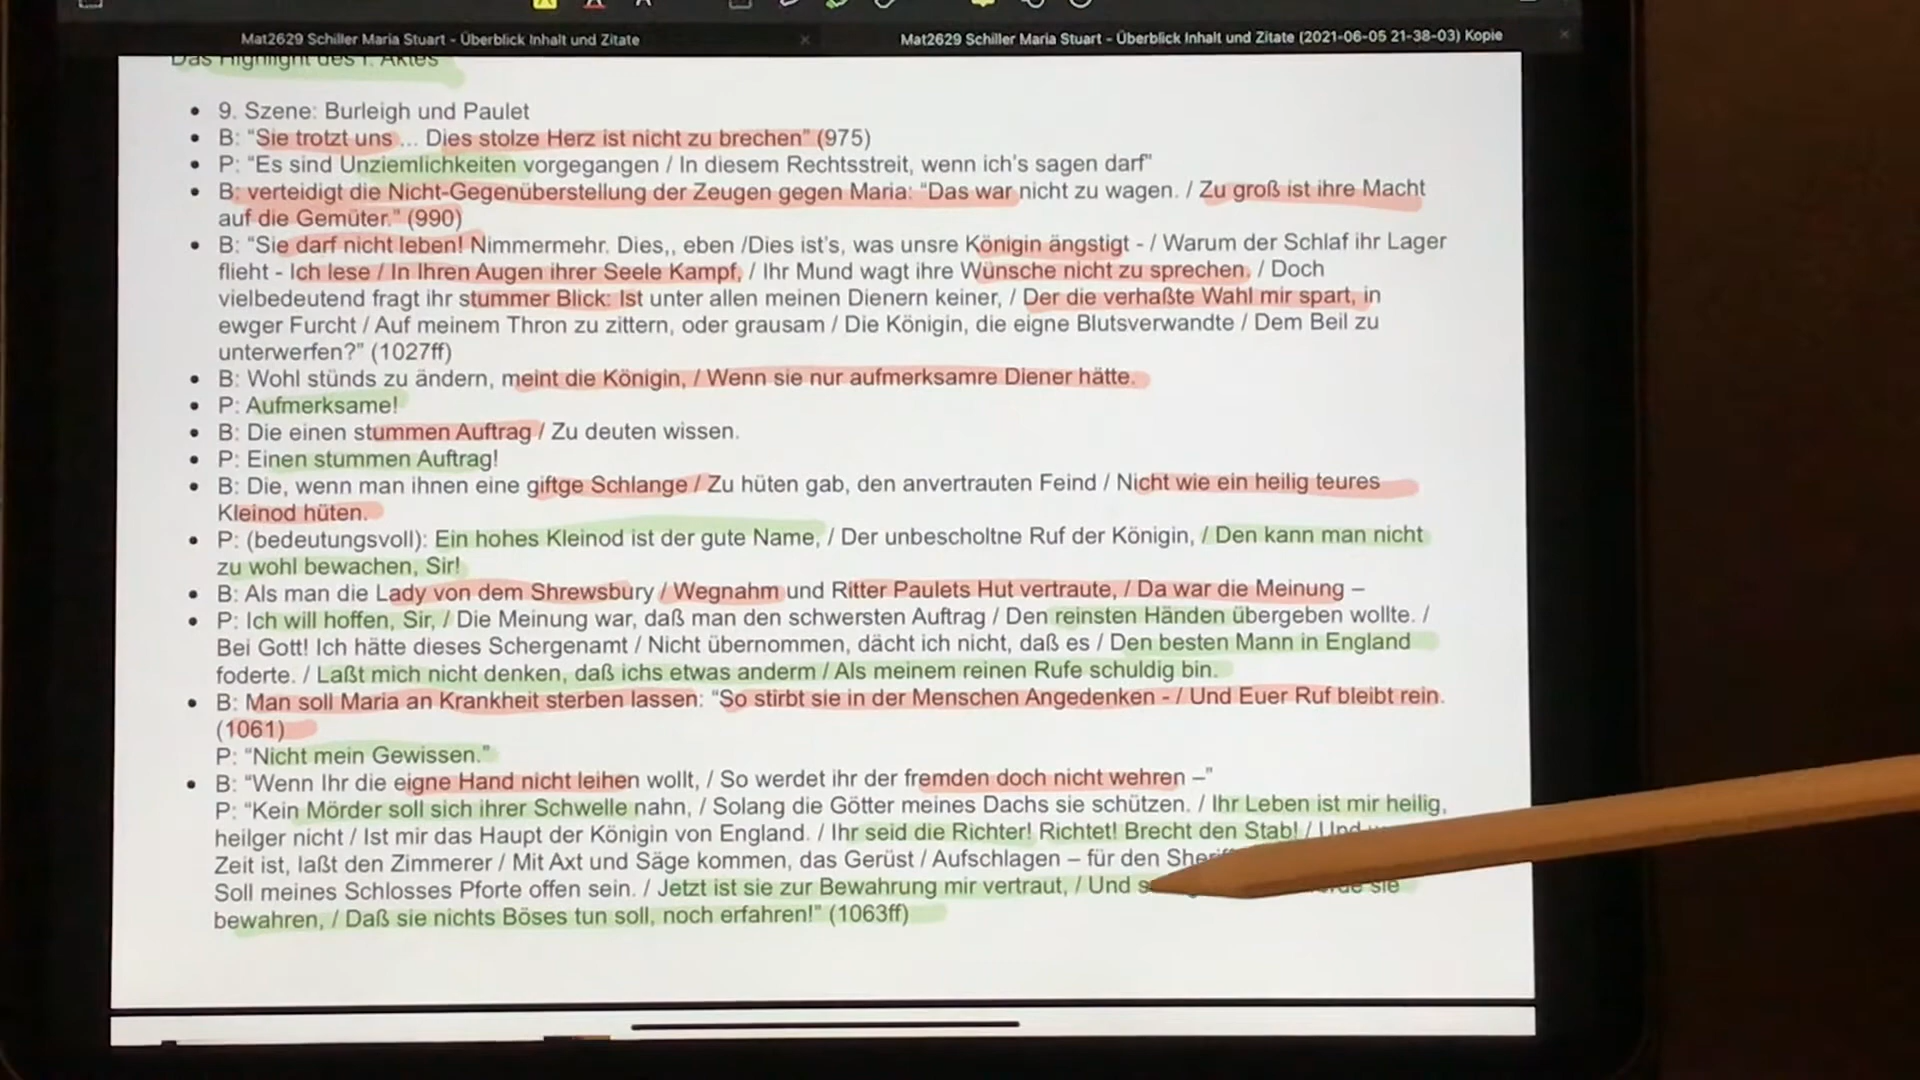 Mat2629 Schiller Maria Stuart - Überblick Inhalt und Zitate
Mat2629 Schiller Maria Stuart - Überblick Inhalt und Zitate (2021-06-05 21-38-03) Kopie
Das Highlight des I. Aktes
• 9. Szene: Burleigh und Paulet
• B: “Sie trotzt uns ... Dies stolze Herz ist nicht zu brechen” (975)
• P: “Es sind Unziemlichkeiten vorgegangen / In diesem Rechtsstreit, wenn ich’s sagen darf”
• B: verteidigt die Nicht-Gegenüberstellung der Zeugen gegen Maria: “Das war nicht zu wagen. / Zu groß ist ihre Macht
auf die Gemüter.” (990)
• B: “Sie darf nicht leben! Nimmermehr. Dies,, eben /Dies ist’s, was unsre Königin ängstigt - / Warum der Schlaf ihr Lager
flieht - Ich lese / In Ihren Augen ihrer Seele Kampf, / Ihr Mund wagt ihre Wünsche nicht zu sprechen. / Doch
vielbedeutend fragt ihr stummer Blick: Ist unter allen meinen Dienern keiner, / Der die verhaßte Wahl mir spart, in
ewger Furcht / Auf meinem Thron zu zittern, oder grausam / Die Königin, die eigne Blutsverwandte / Dem Beil zu
unterwerfen?” (1027ff)
• B: Wohl stünds zu ändern, meint die Königin, / Wenn sie nur aufmerksamre Diener hätte.
• P: Aufmerksame!
• B: Die einen stummen Auftrag / Zu deuten wissen.
• P: Einen stummen Auftrag!
• B: Die, wenn man ihnen eine giftge Schlange / Zu hüten gab, den anvertrauten Feind / Nicht wie ein heilig teures
Kleinod hüten.
• P: (bedeutungsvoll): Ein hohes Kleinod ist der gute Name, / Der unbescholtne Ruf der Königin, / Den kann man nicht
zu wohl bewachen, Sir!
• B: Als man die Lady von dem Shrewsbury / Wegnahm und Ritter Paulets Hut vertraute, / Da war die Meinung –
• P: Ich will hoffen, Sir, / Die Meinung war, daß man den schwersten Auftrag / Den reinsten Händen übergeben wollte. /
Bei Gott! Ich hätte dieses Schergenamt / Nicht übernommen, dächt ich nicht, daß es / Den besten Mann in England
foderte. / Laßt mich nicht denken, daß ichs etwas anderm / Als meinem reinen Rufe schuldig bin.
• B: Man soll Maria an Krankheit sterben lassen: “So stirbt sie in der Menschen Angedenken - / Und Euer Ruf bleibt rein.
(1061)
P: “Nicht mein Gewissen.”
• B: “Wenn Ihr die eigne Hand nicht leihen wollt, / So werdet ihr der fremden doch nicht wehren –”
P: “Kein Mörder soll sich ihrer Schwelle nahn, / Solang die Götter meines Dachs sie schützen. / Ihr Leben ist mir heilig,
heilger nicht / Ist mir das Haupt der Königin von England. / Ihr seid die Richter! Richtet! Brecht den Stab! / Und
Zeit ist, laßt den Zimmerer / Mit Axt und Säge kommen, das Gerüst / Aufschlagen – für den
Soll meines Schlosses Pforte offen sein. / Jetzt ist sie zur Bewahrung mir vertraut, / Und sie
bewahren, / Daß sie nichts Böses tun soll, noch erfahren!” (1063ff)